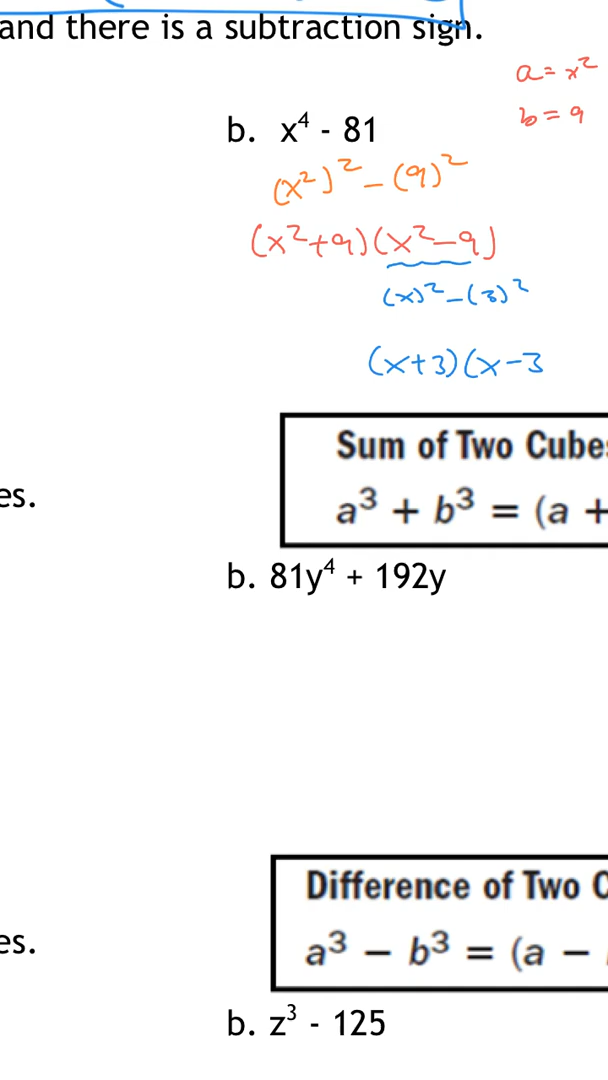 and there is a subtraction sign.
a = x²
b. x⁴ - 81
b = 9
(x²)² - (9)²
(x²+9)(x²-9)
(x)² - (3)²
(x+3)(x-3
Sum of Two Cubes
es.
a³ + b³ = (a +
b. 81y⁴ + 192y
Difference of Two C
es.
a³ − b³ = (a −
b. z³ - 125